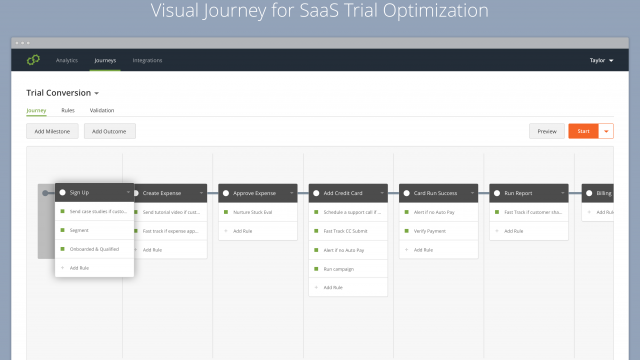 Visual Journey for SaaS Trial Optimization
Analytics
Journeys
Integrations
Taylor
Trial Conversion
Journey
Rules
Validation
Add Milestone
Add Outcome
Preview
Start
Sign Up
Send case-studies if custo...
Segment
Onboarded & Qualified
Add Rule
Create Expense
Send tutorial video if cust...
Fast track if expense app...
Add Rule
Approve Expense
Nurture Stuck Eval
Add Rule
Add Credit Card
Schedule a support call if ...
Fast Track CC Submit
Alert if no Auto Pay
Run campaign
Add Rule
Card Run Success
Alert if no Auto Pay
Verify Payment
Add Rule
Run Report
Fast Track if customer sha...
Add Rule
Billing
Add Rul